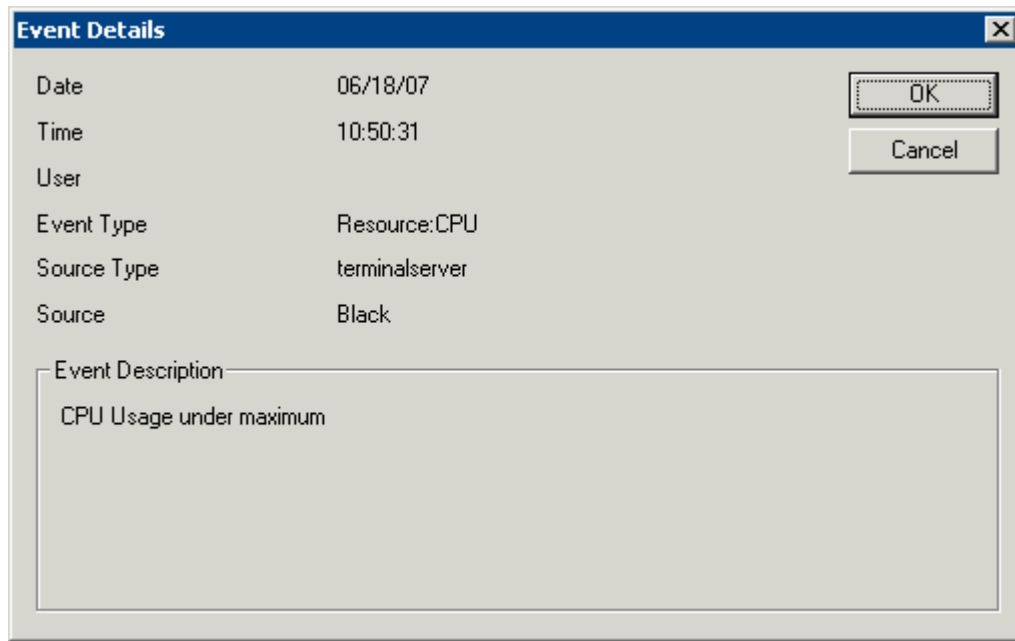 Event Details
Date 06/18/07
OK
Time 10:50:31
Cancel
User
Event Type Resource:CPU
Source Type terminalserver
Source Black
Event Description
CPU Usage under maximum